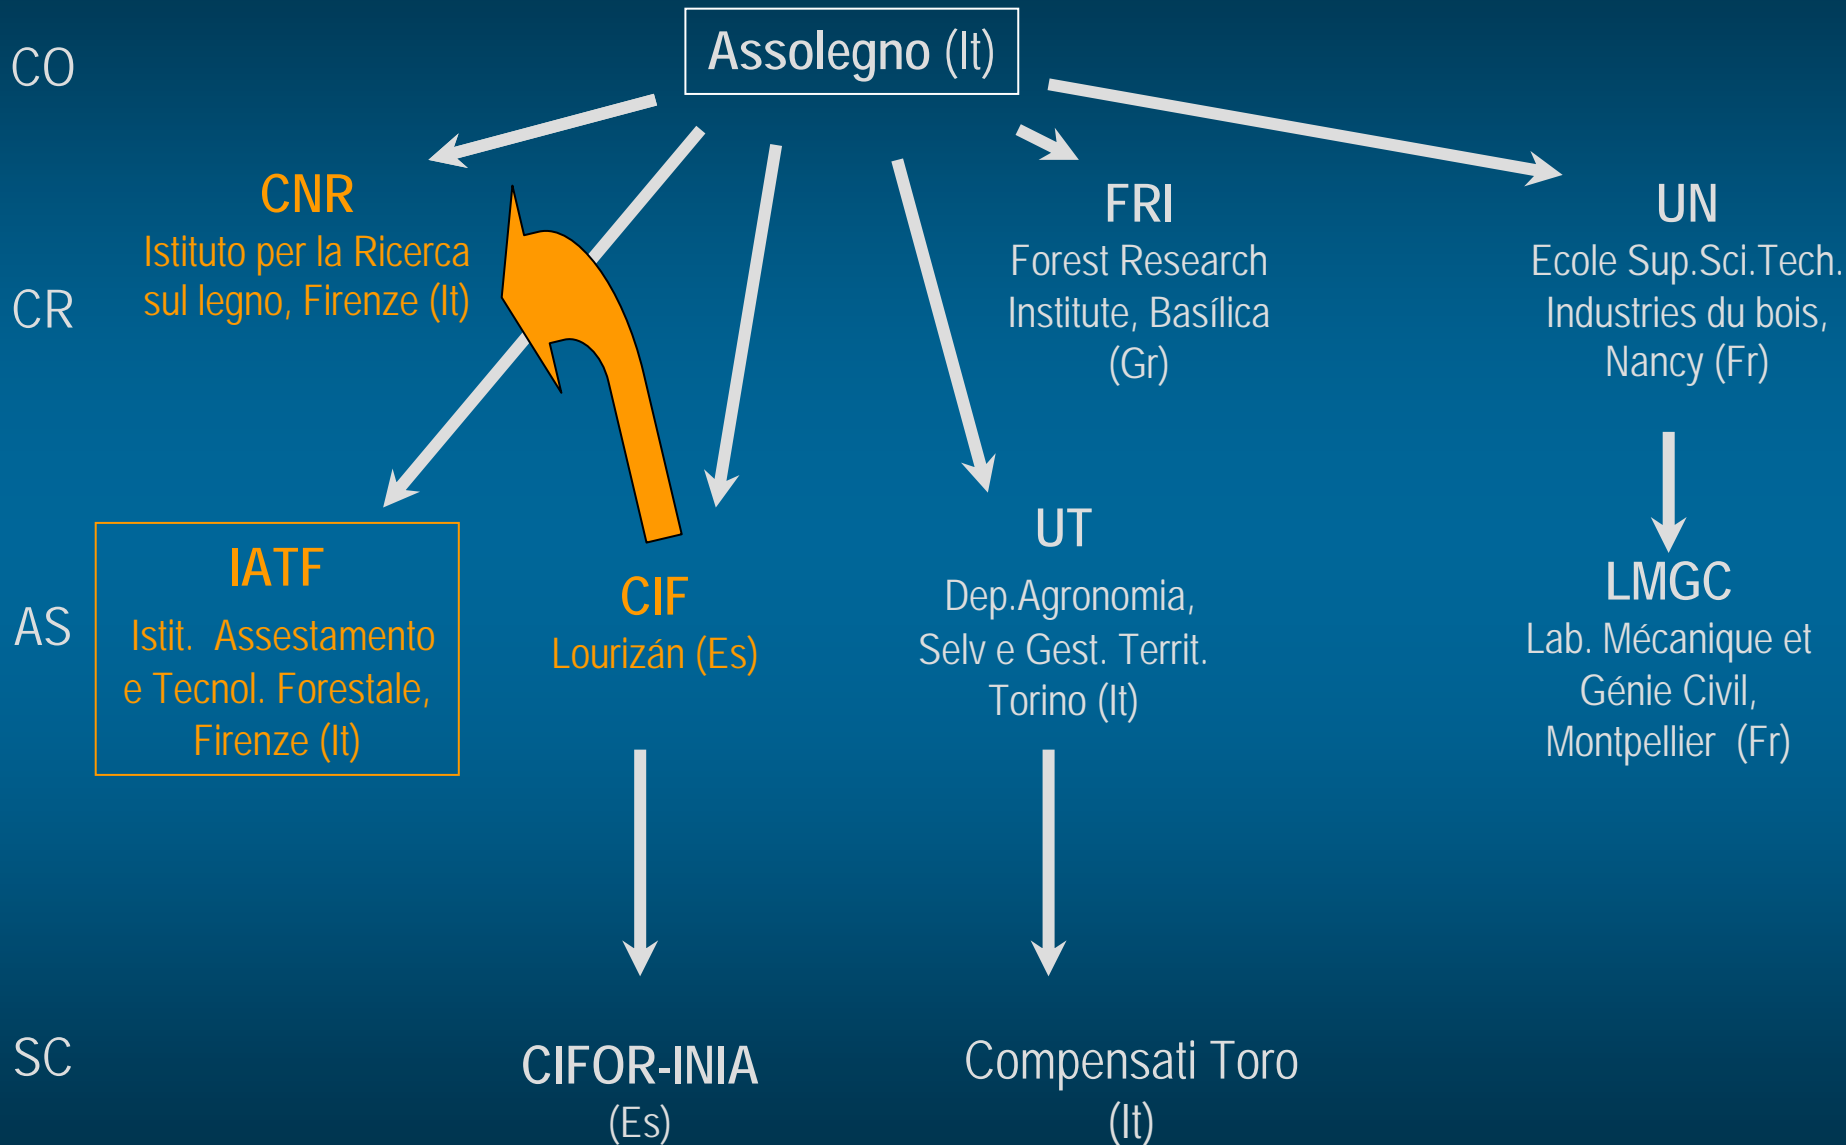 CO
Assolegno (It)
CR
CNR
Istituto per la Ricerca
sul legno, Firenze (It)
FRI
Forest Research
Institute, Basílica
(Gr)
UN
Ecole Sup.Sci.Tech.
Industries du bois,
Nancy (Fr)
AS
IATF
Istit. Assestamento
e Tecnol. Forestale,
Firenze (It)
CIF
Lourizán (Es)
UT
Dep.Agronomia,
Selv e Gest. Territ.
Torino (It)
LMGC
Lab. Mécanique et
Génie Civil,
Montpellier (Fr)
SC
CIFOR-INIA
(Es)
Compensati Toro
(It)